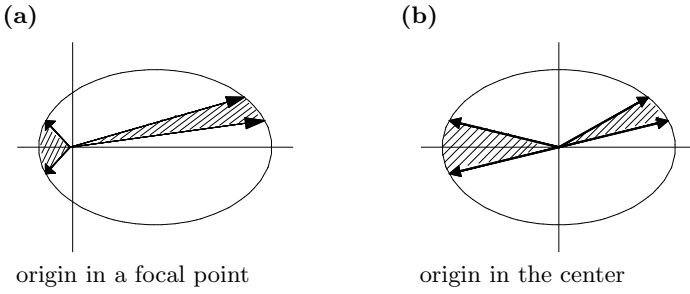 (a)
(b)
origin in a focal point
origin in the center